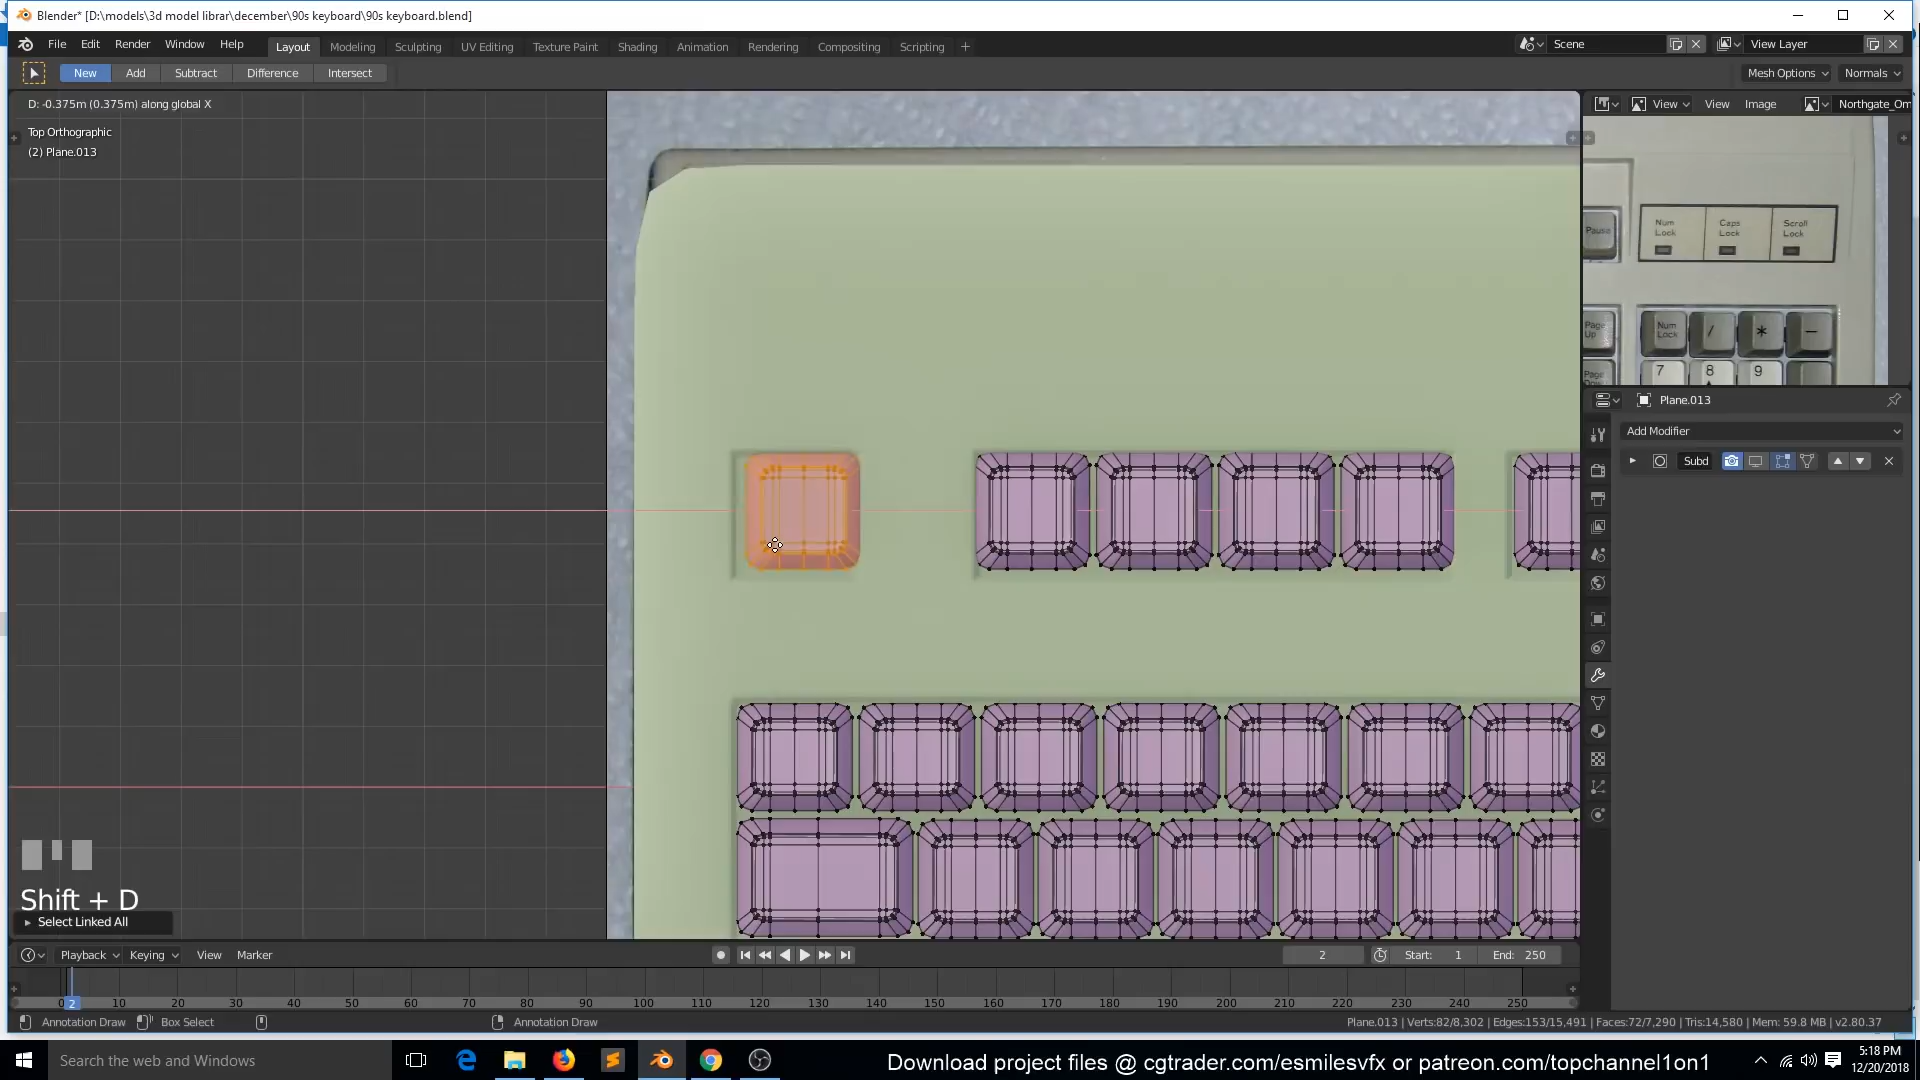 Blender* [D:\models\3d model librar\december\90s keyboard\90s keyboard.blend]
File Edit Render Window Help Layout Modeling Sculpting UV Editing Texture Paint Shading Animation Rendering Compositing Scripting + Scene View Layer
New Add Subtract Difference Intersect Mesh Options Normals
D: -0.375m (0.375m) along global X
View View Image Northgate_Om
Top Orthographic
(2) Plane.013
Pause
Num Lock
Caps Lock
Scroll Lock
Page Up
Num Lock / * −
Page Down
7 8 9
Plane.013
Add Modifier
Subd
Shift + D
Select Linked All
Playback Keying View Marker 2 Start: 1 End: 250
0 2 10 20 30 40 50 60 70 80 90 100 110 120 130 140 150 160 170 180 190 200 210 220 230 240 250
Annotation Draw Box Select Annotation Draw Plane.013 | Verts:82/8,302 | Edges:153/15,491 | Faces:72/7,290 | Tris:14,580 | Mem: 59.8 MB | v2.80.37
Search the web and Windows
Download project files @ cgtrader.com/esmilesvfx or patreon.com/topchannel1on1
5:18 PM
12/20/2018